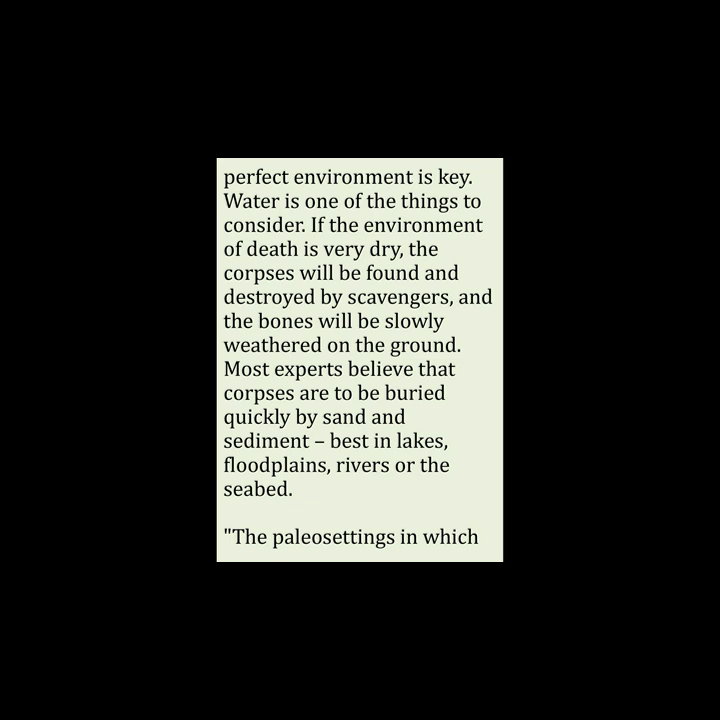 perfect environment is key.
Water is one of the things to
consider. If the environment
of death is very dry, the
corpses will be found and
destroyed by scavengers, and
the bones will be slowly
weathered on the ground.
Most experts believe that
corpses are to be buried
quickly by sand and
sediment – best in lakes,
floodplains, rivers or the
seabed.

"The paleosettings in which